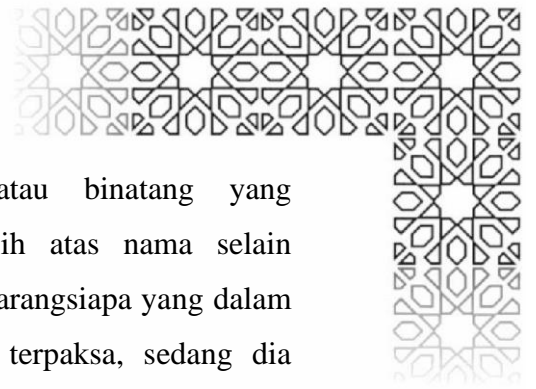 atau binatang yang
ih atas nama selain
arangsiapa yang dalam
terpaksa, sedang dia